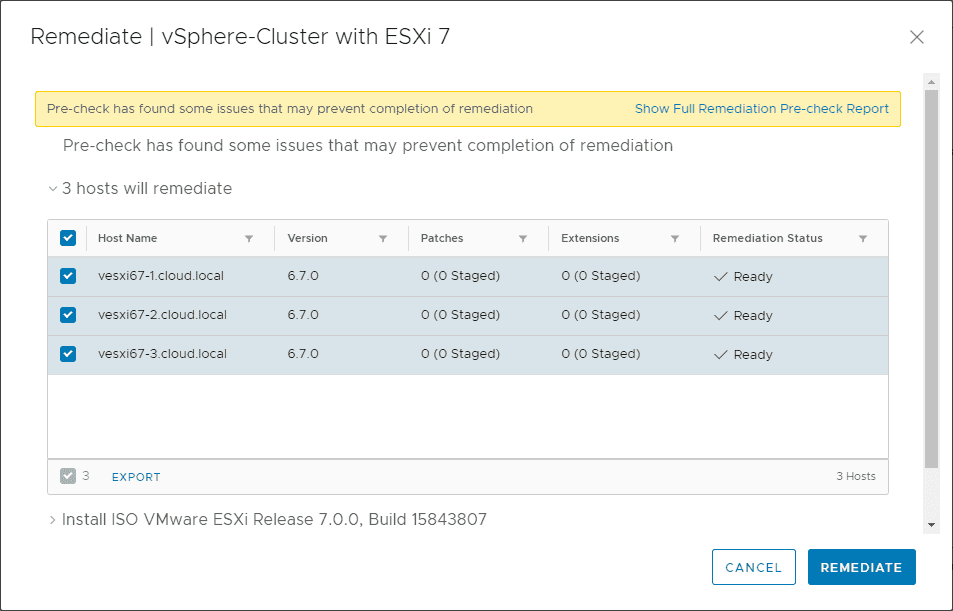 Remediate | vSphere-Cluster with ESXi 7
Pre-check has found some issues that may prevent completion of remediation Show Full Remediation Pre-check Report
Pre-check has found some issues that may prevent completion of remediation
3 hosts will remediate
Host Name Version Patches Extensions Remediation Status
vesxi67-1.cloud.local 6.7.0 0 (0 Staged) 0 (0 Staged) Ready
vesxi67-2.cloud.local 6.7.0 0 (0 Staged) 0 (0 Staged) Ready
vesxi67-3.cloud.local 6.7.0 0 (0 Staged) 0 (0 Staged) Ready
3 EXPORT 3 Hosts
Install ISO VMware ESXi Release 7.0.0, Build 15843807
CANCEL REMEDIATE